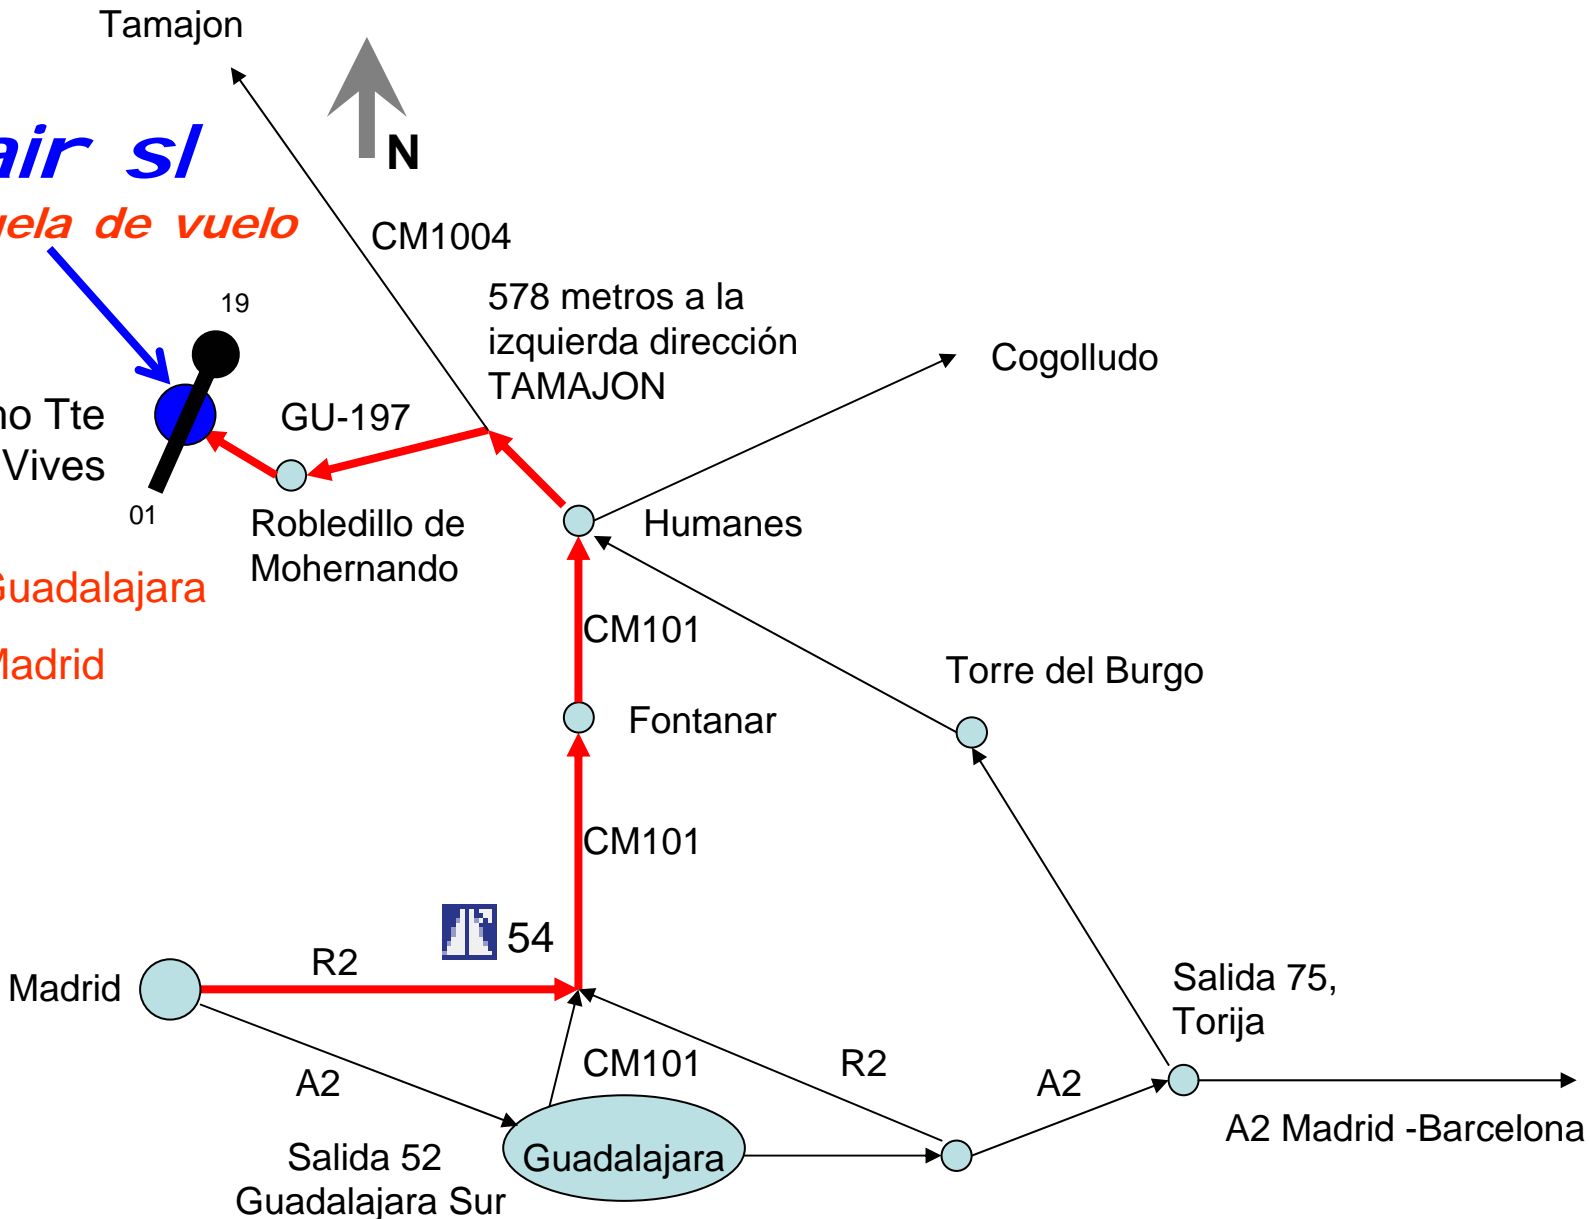 Tamajon
N
air sl
uela de vuelo
CM1004
19
578 metros a la
izquierda dirección
TAMAJON
Cogolludo
no Tte
Vives
GU-197
01
Robledillo de
Mohernando
Humanes
Guadalajara
Madrid
CM101
Torre del Burgo
Fontanar
CM101
54
R2
Madrid
Salida 75,
Torija
CM101
R2
A2
A2
A2 Madrid -Barcelona
Salida 52
Guadalajara Sur
Guadalajara